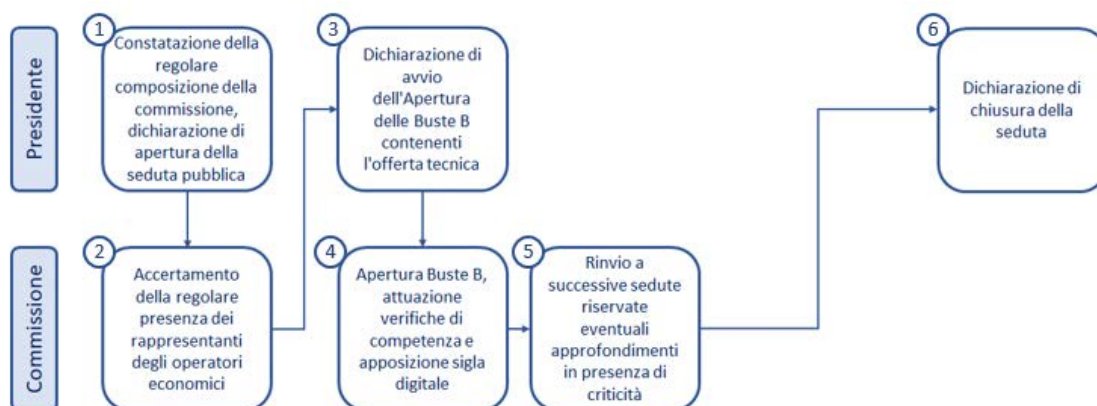 Presidente
1
Constatazione della
regolare
composizione della
commissione,
dichiarazione di
apertura della
seduta pubblica
3
Dichiarazione di
avvio
dell'Apertura
delle Buste B
contenenti
l'offerta tecnica
6
Dichiarazione di
chiusura della
seduta
Commissione
2
Accertamento
della regolare
presenza dei
rappresentanti
degli operatori
economici
4
Apertura Buste B,
attuazione
verifiche di
competenza e
apposizione sigla
digitale
5
Rinvio a
successive sedute
riservate
eventuali
approfondimenti
in presenza di
criticità